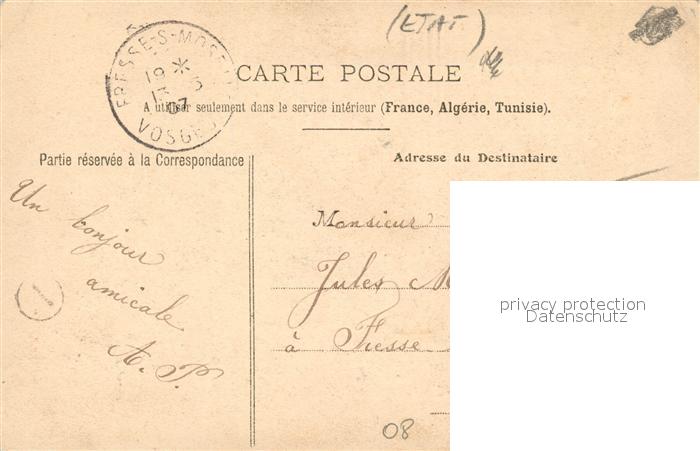 (ETAT)
FRESSE-S-MOSE
19 * 5
13 07
VOSGES
CARTE POSTALE
A utiliser seulement dans le service intérieur (France, Algérie, Tunisie).
Partie réservée à la Correspondance
Adresse du Destinataire
Un bonjour
amicale
A. P.
Monsieur
Jules M
à Fresse
08
privacy protection
Datenschutz